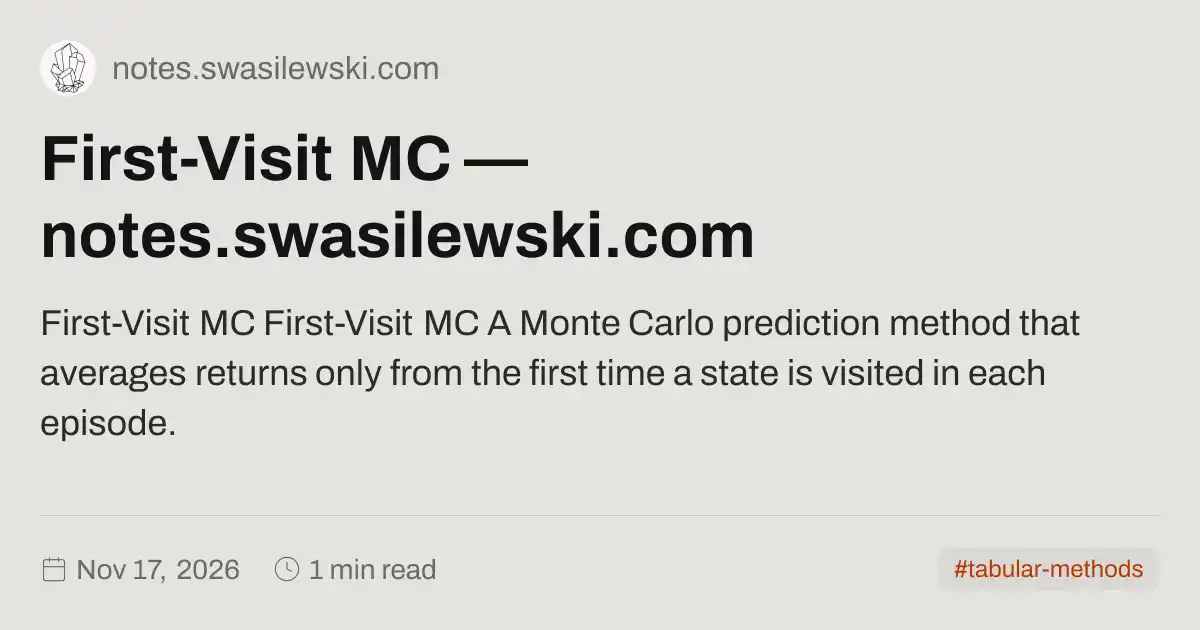 notes.swasilewski.com
First-Visit MC —
notes.swasilewski.com
First-Visit MC First-Visit MC A Monte Carlo prediction method that
averages returns only from the first time a state is visited in each
episode.
Nov 17, 2026
1 min read
#tabular-methods